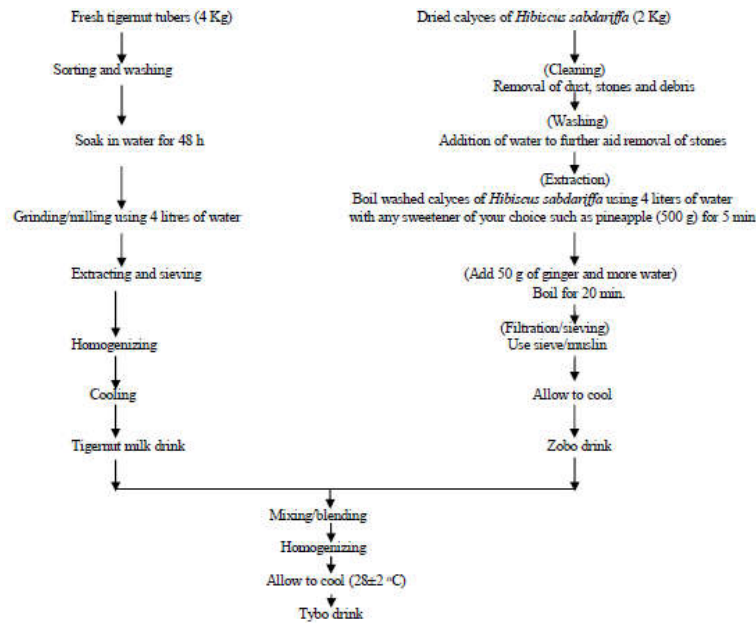 Fresh tigernut tubers (4 Kg)
Sorting and washing
Soak in water for 48 h
Grinding/milling using 4 litres of water
Extracting and sieving
Homogenizing
Cooling
Tigernut milk drink
Dried calyces of Hibiscus sabdariffa (2 Kg)
(Cleaning)
Removal of dust, stones and debris
(Washing)
Addition of water to further aid removal of stones
(Extraction)
Boil washed calyces of Hibiscus sabdariffa using 4 liters of water
with any sweetener of your choice such as pineapple (500 g) for 5 min
(Add 50 g of ginger and more water)
Boil for 20 min.
(Filtration/sieving)
Use sieve/muslin
Allow to cool
Zobo drink
Mixing/blending
Homogenizing
Allow to cool (28±2 °C)
Tybo drink